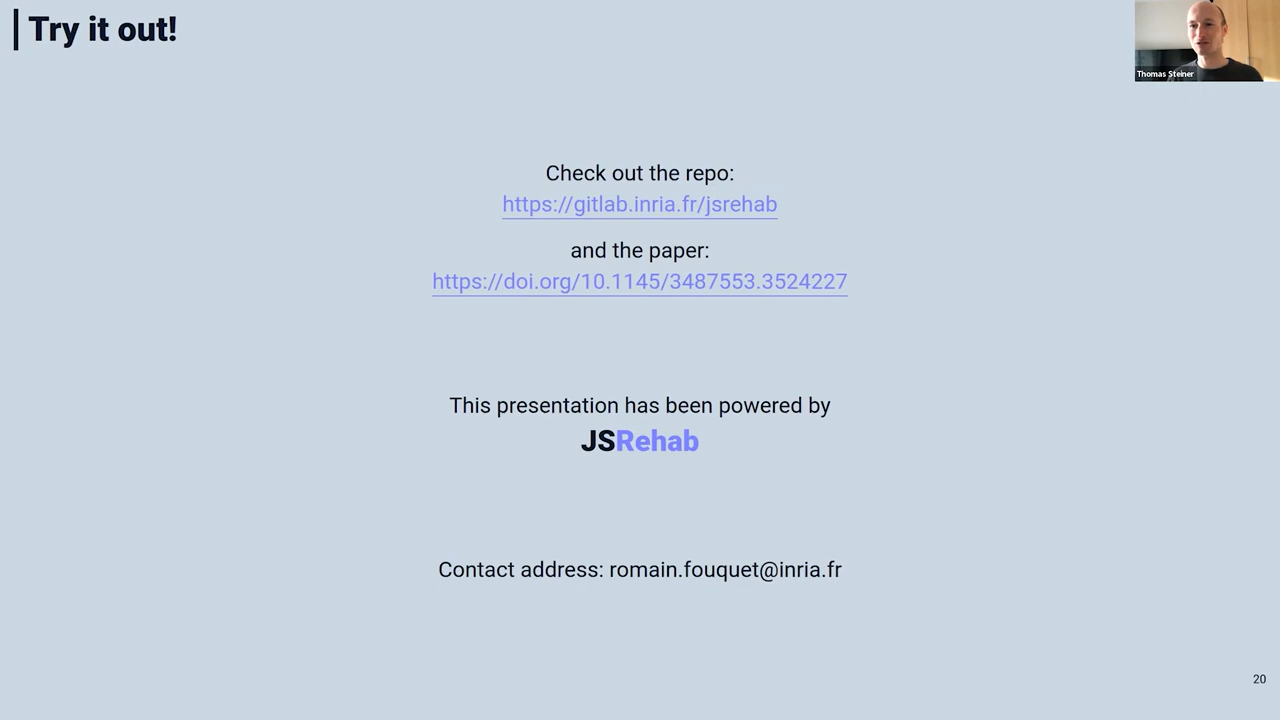 Try it out!
Thomas Steiner
Check out the repo:
https://gitlab.inria.fr/jsrehab
and the paper:
https://doi.org/10.1145/3487553.3524227
This presentation has been powered by
JSRehab
Contact address: romain.fouquet@inria.fr
20